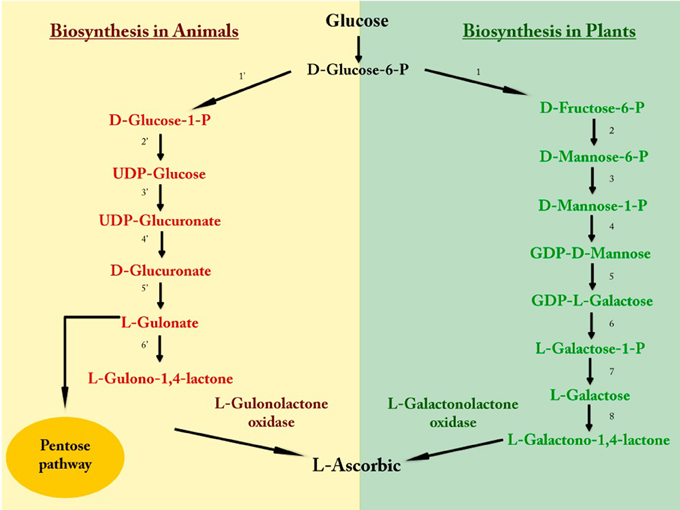 Glucose
Biosynthesis in Animals
Biosynthesis in Plants
D-Glucose-6-P
1'
1
D-Glucose-1-P
D-Fructose-6-P
2'
2
UDP-Glucose
D-Mannose-6-P
3'
3
UDP-Glucuronate
D-Mannose-1-P
4'
4
D-Glucuronate
GDP-D-Mannose
5'
5
L-Gulonate
GDP-L-Galactose
6'
6
L-Gulono-1,4-lactone
L-Galactose-1-P
7
L-Galactose
8
L-Gulonolactone
oxidase
L-Galactonolactone
oxidase
L-Galactono-1,4-lactone
Pentose
pathway
L-Ascorbic